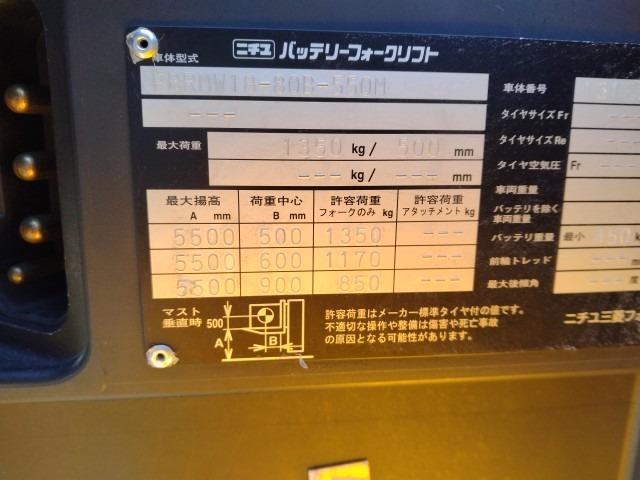 ニチユ バッテリーフォークリフト
車体型式
FBRMW18-80B-550M
---
最大荷重 1350 kg / 500 mm
--- kg / --- mm
最大揚高 A mm 荷重中心 B mm 許容荷重 フォークのみ kg 許容荷重 アタッチメント kg
5500 500 1350 ---
5500 600 1170 ---
5500 900 850 ---
マスト垂直時 500 A B
許容荷重はメーカー標準タイヤ付の値です。
不適切な操作や整備は傷害や死亡事故
の原因となる可能性があります。
車体番号
タイヤサイズ Fr ---
タイヤサイズ Re ---
タイヤ空気圧 Fr ---
車両重量
バッテリを除く車両重量
バッテリ重量 最小
前輪トレッド ---
最大後傾角 ---
ニチユ三菱フォ